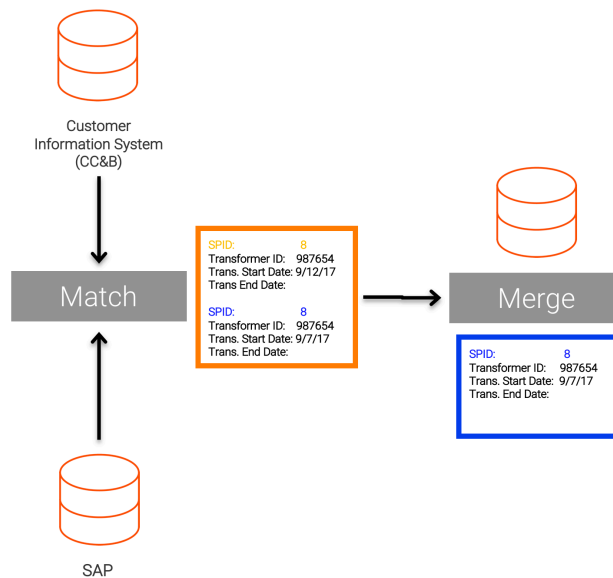 Customer
Information System
(CC&B)
Match
SAP
SPID: 8
Transformer ID: 987654
Trans. Start Date: 9/12/17
Trans End Date:
SPID: 8
Transformer ID: 987654
Trans. Start Date: 9/7/17
Trans. End Date:
Merge
SPID: 8
Transformer ID: 987654
Trans. Start Date: 9/7/17
Trans. End Date: